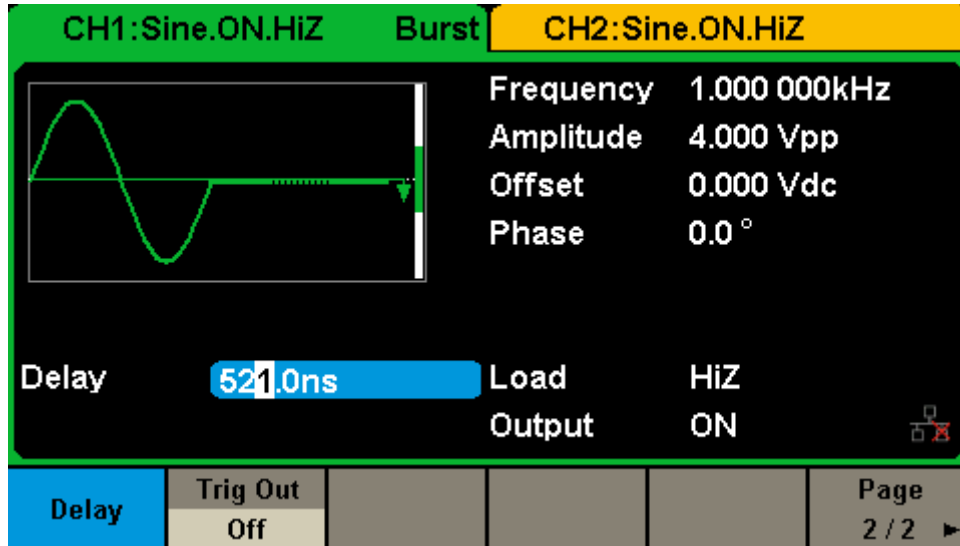 CH1:Sine.ON.HiZ Burst CH2:Sine.ON.HiZ
Frequency 1.000 000kHz
Amplitude 4.000 Vpp
Offset 0.000 Vdc
Phase 0.0 °
Delay 521.0ns Load HiZ
Output ON
Delay Trig Out Off Page 2 / 2